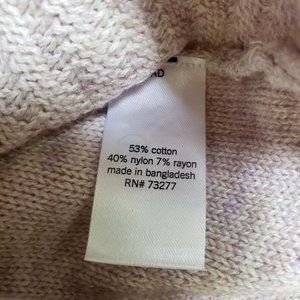 53% cotton
40% nylon 7% rayon
made in bangladesh
RN# 73277